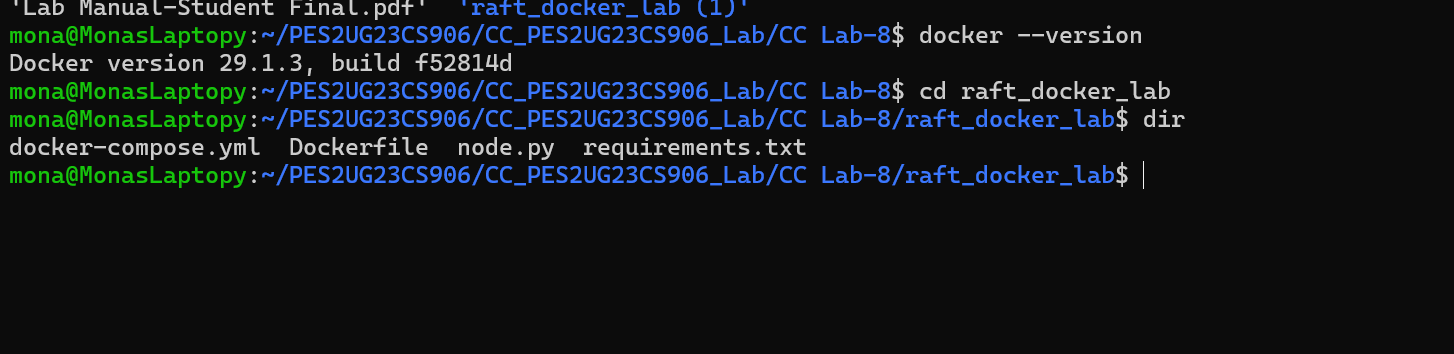 'Lab Manual-Student Final.pdf'  'raft_docker_lab (1)'
mona@MonasLaptopy:~/PES2UG23CS906/CC_PES2UG23CS906_Lab/CC Lab-8$ docker --version
Docker version 29.1.3, build f52814d
mona@MonasLaptopy:~/PES2UG23CS906/CC_PES2UG23CS906_Lab/CC Lab-8$ cd raft_docker_lab
mona@MonasLaptopy:~/PES2UG23CS906/CC_PES2UG23CS906_Lab/CC Lab-8/raft_docker_lab$ dir
docker-compose.yml  Dockerfile  node.py  requirements.txt
mona@MonasLaptopy:~/PES2UG23CS906/CC_PES2UG23CS906_Lab/CC Lab-8/raft_docker_lab$